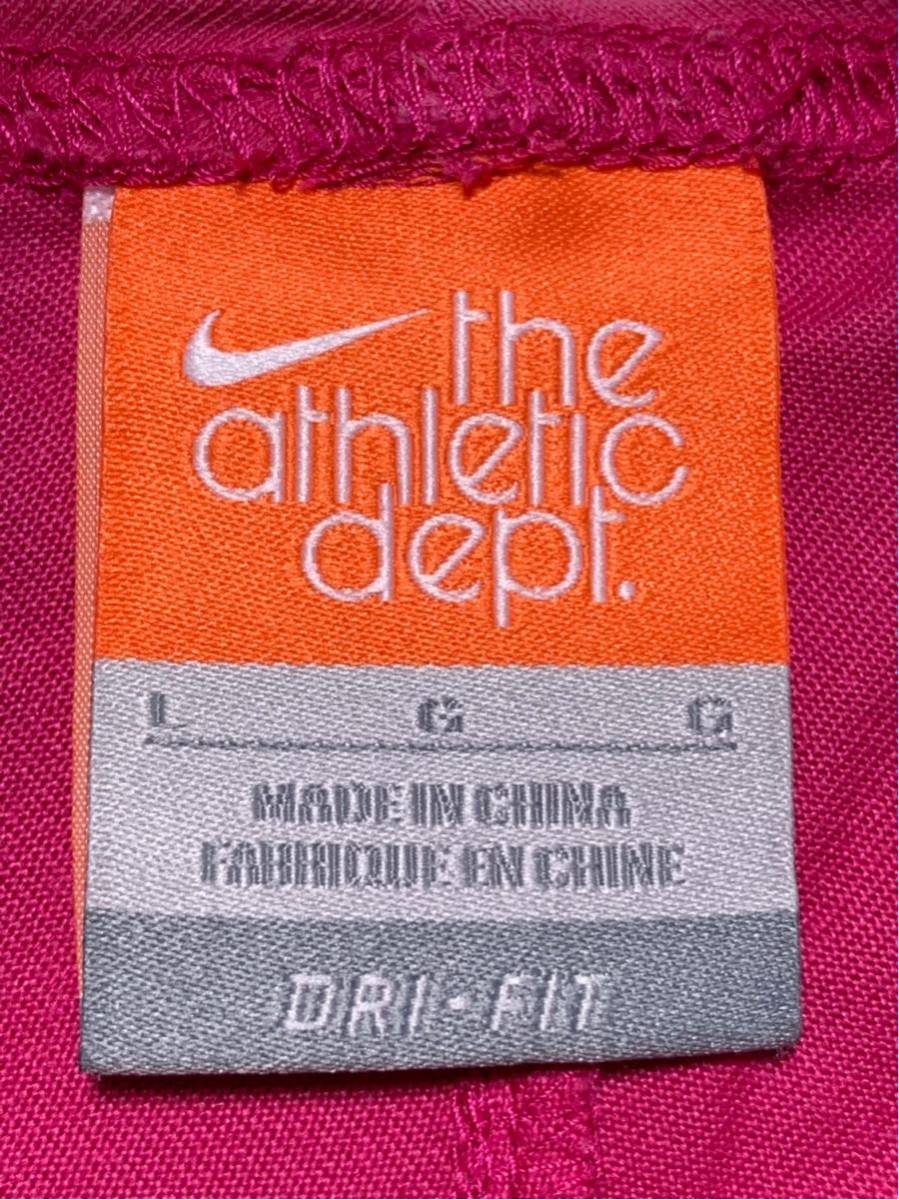 the
athletic
dept.
L G G
MADE IN CHINA
FABRIQUE EN CHINE
DRI-FIT